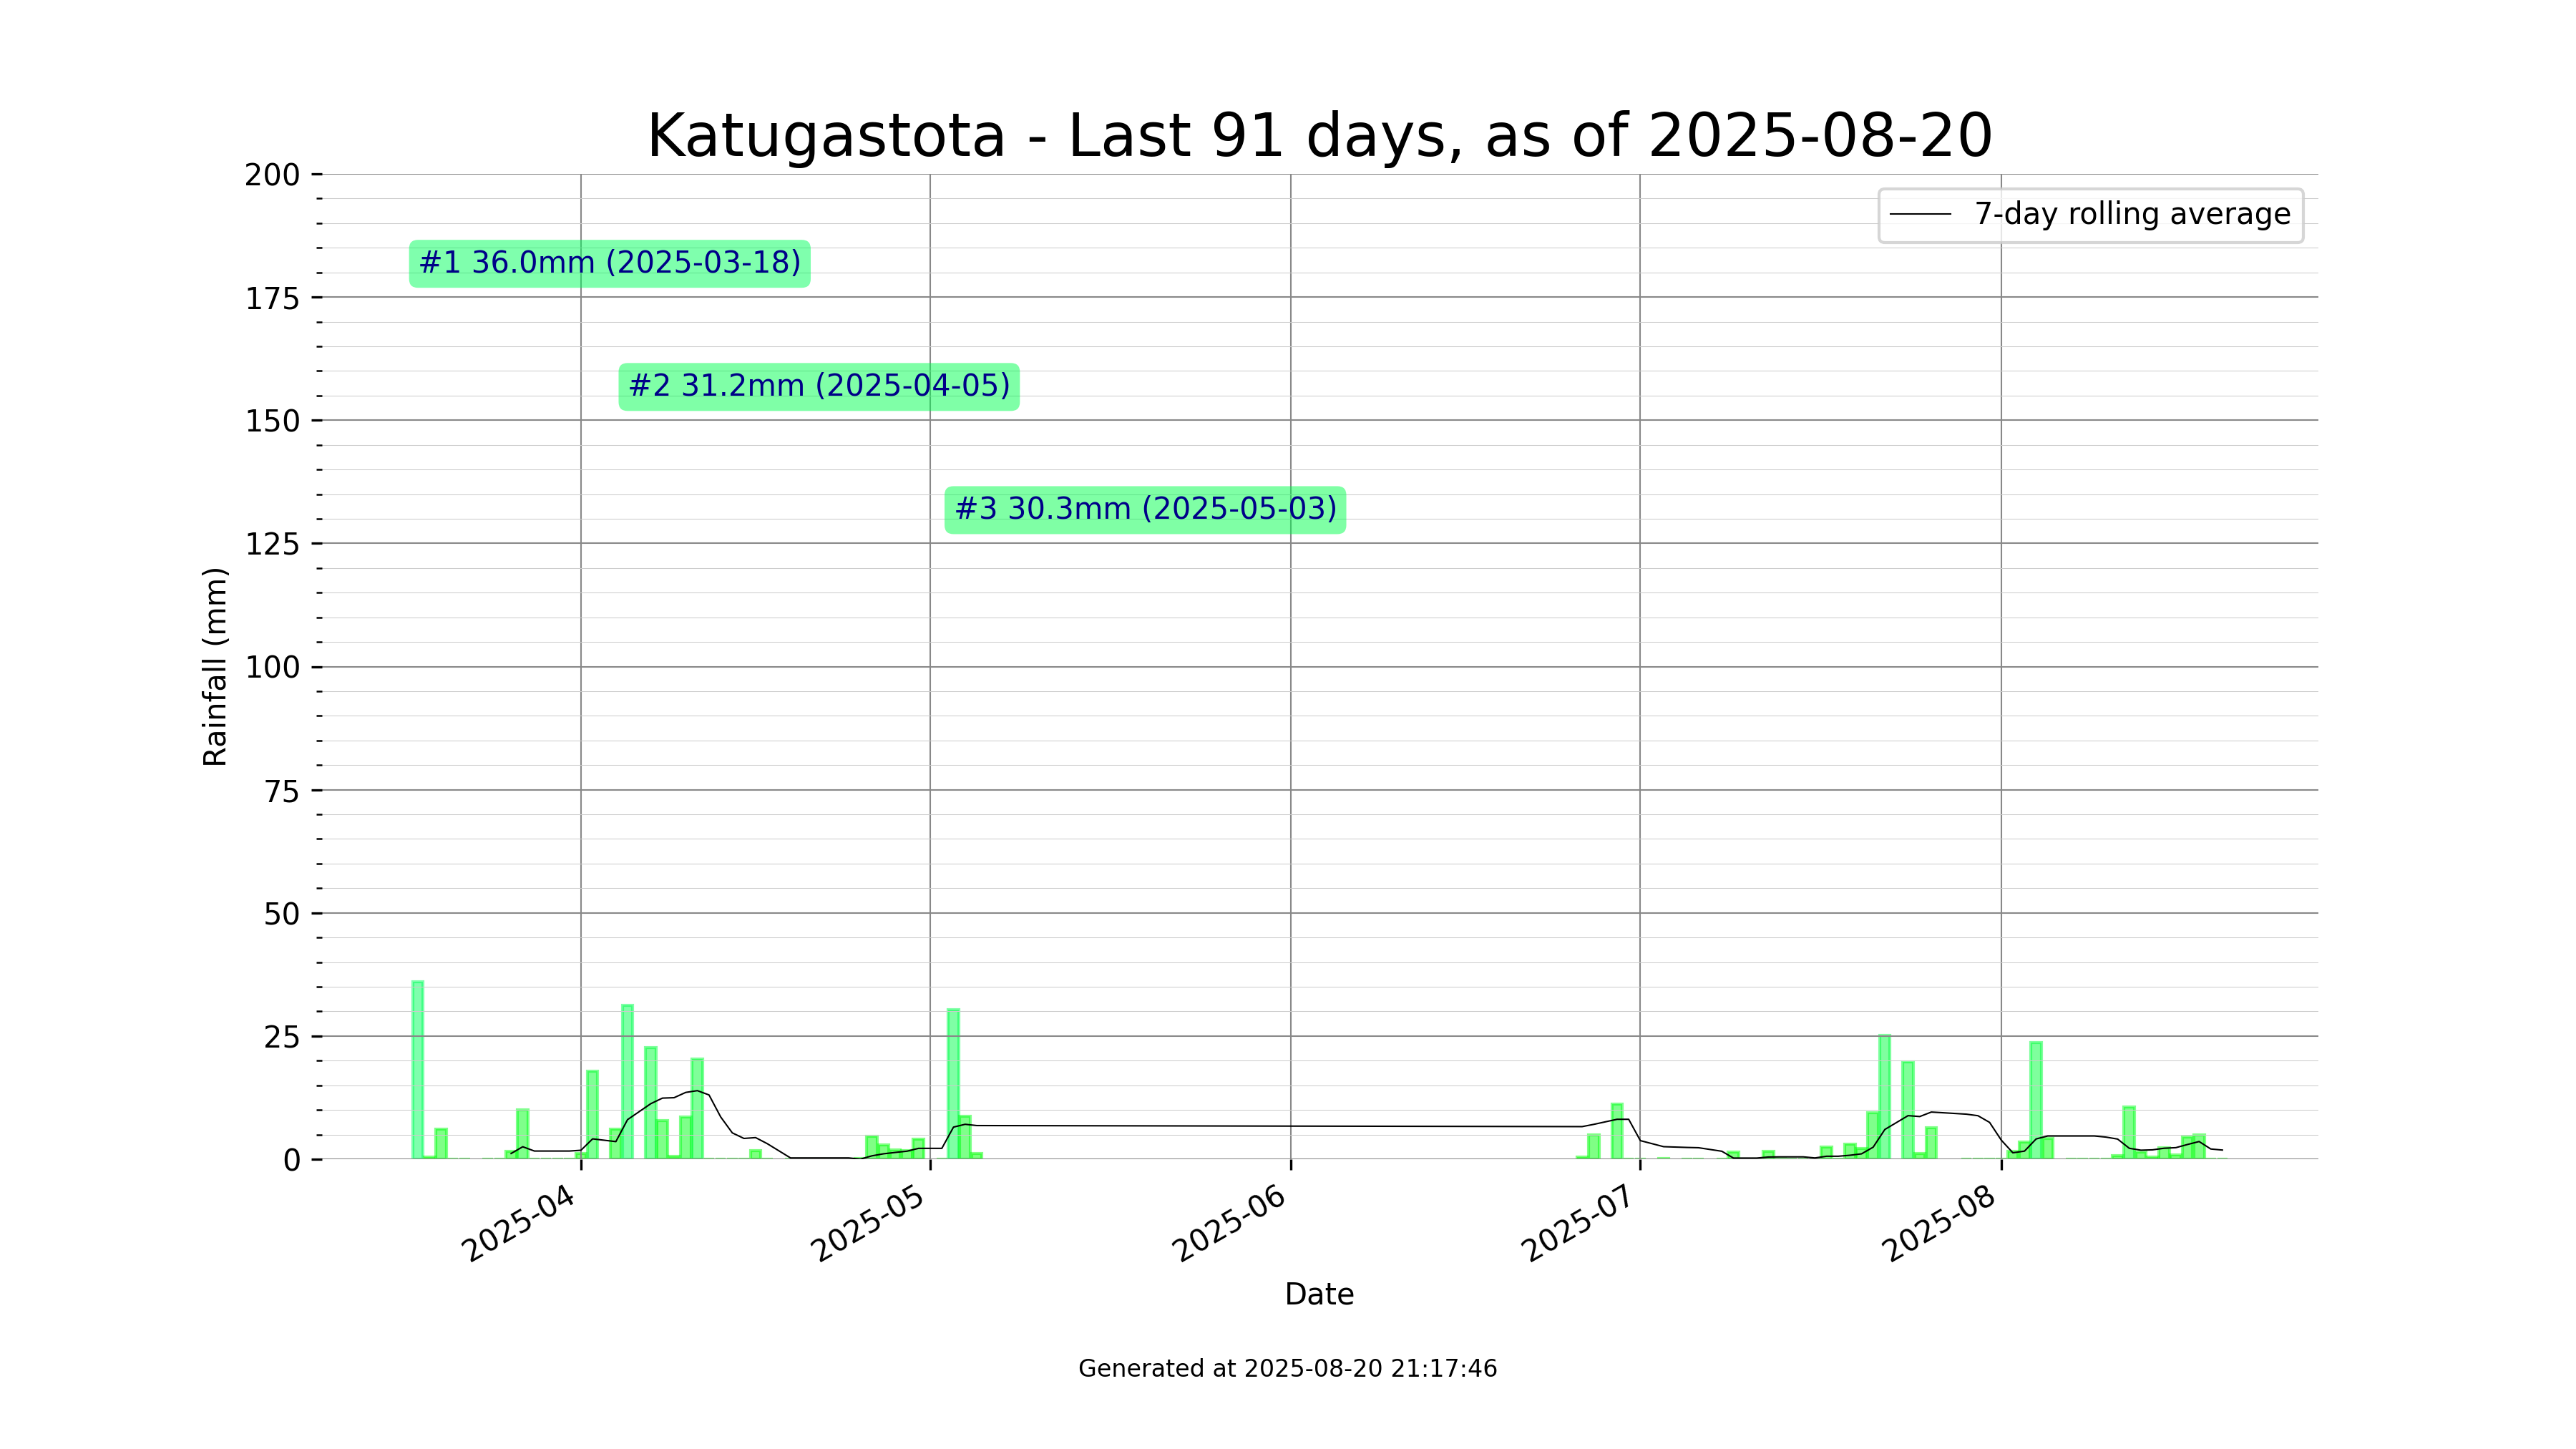 Katugastota - Last 91 days, as of 2025-08-20
200
175
150
125
100
75
50
25
0
Rainfall (mm)
7-day rolling average
#1 36.0mm (2025-03-18)
#2 31.2mm (2025-04-05)
#3 30.3mm (2025-05-03)
2025-04
2025-05
2025-06
2025-07
2025-08
Date
Generated at 2025-08-20 21:17:46